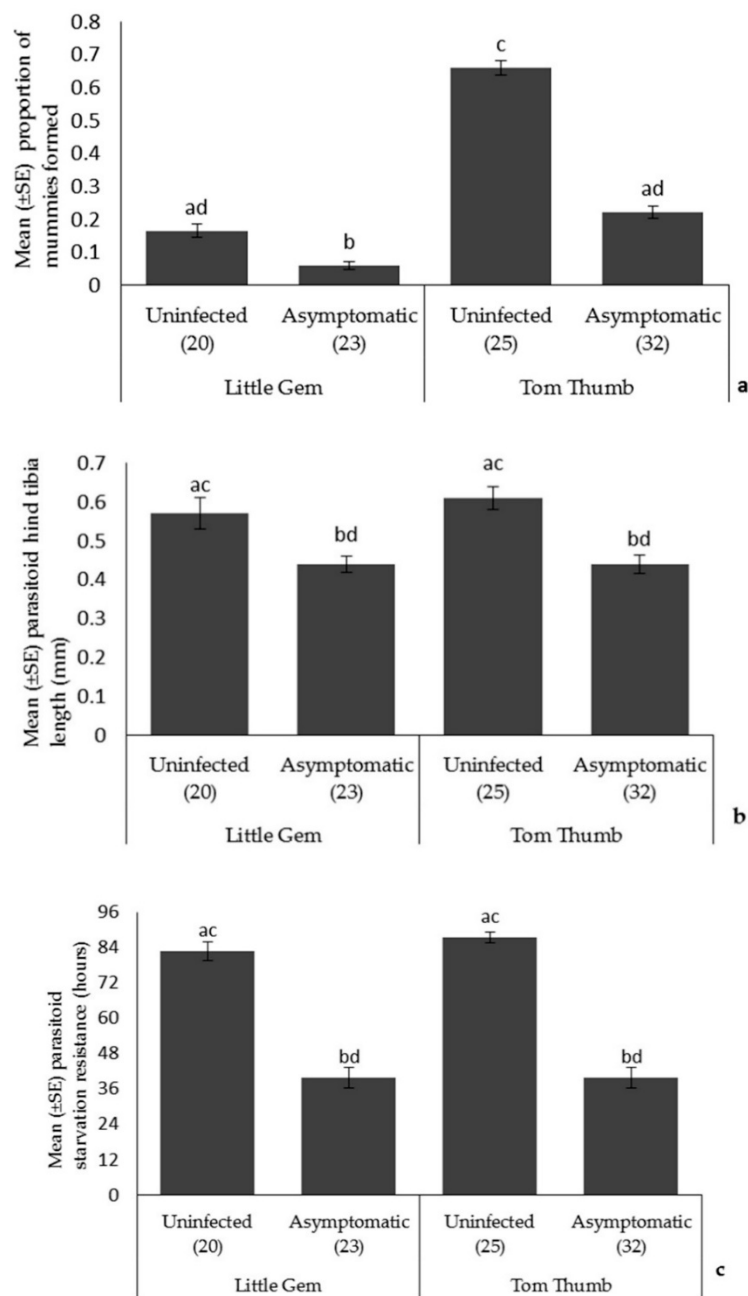 Mean (±SE) proportion of
mummies formed
0.8
0.7
0.6
0.5
0.4
0.3
0.2
0.1
0
ad
b
c
ad
Uninfected Asymptomatic Uninfected Asymptomatic
(20) (23) (25) (32)
Little Gem Tom Thumb
a
Mean (±SE) parasitoid hind tibia
length (mm)
0.7
0.6
0.5
0.4
0.3
0.2
0.1
0
ac
bd
ac
bd
Uninfected Asymptomatic Uninfected Asymptomatic
(20) (23) (25) (32)
Little Gem Tom Thumb
b
Mean (±SE) parasitoid
starvation resistance (hours)
96
84
72
60
48
36
24
12
0
ac
bd
ac
bd
Uninfected Asymptomatic Uninfected Asymptomatic
(20) (23) (25) (32)
Little Gem Tom Thumb
c